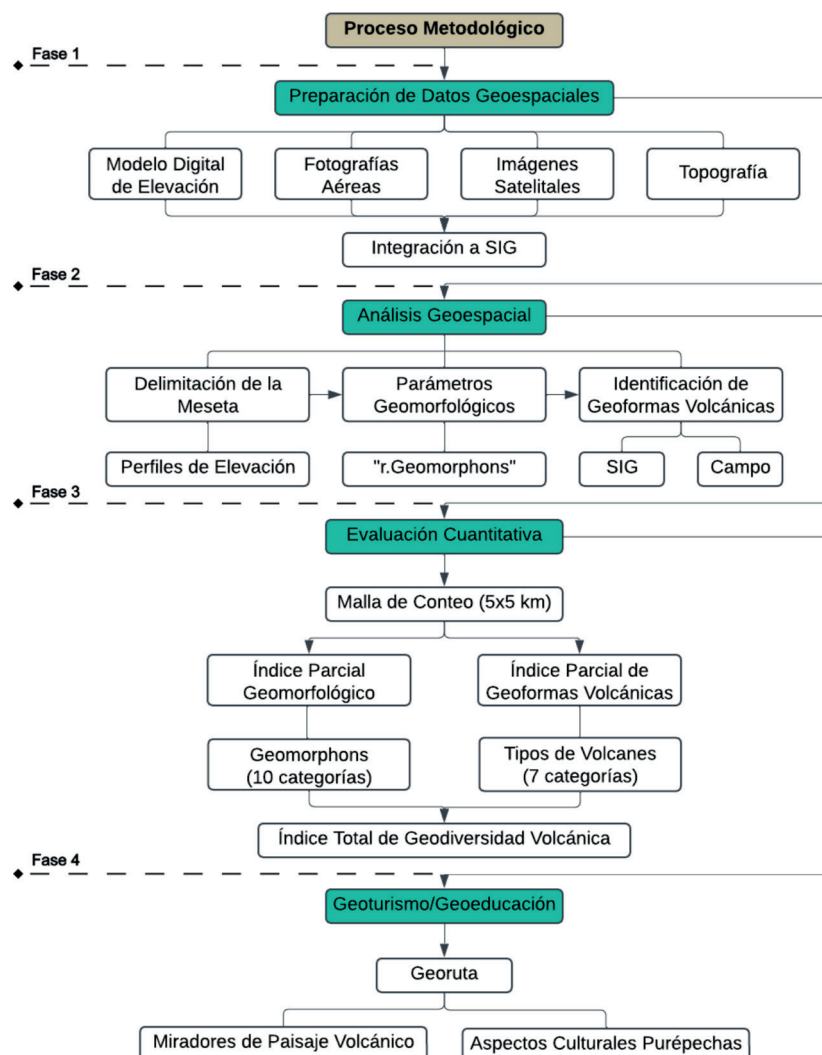 Proceso Metodológico
Fase 1
Preparación de Datos Geoespaciales
Modelo Digital
de Elevación
Fotografías
Aéreas
Imágenes
Satelitales
Topografía
Integración a SIG
Fase 2
Análisis Geoespacial
Delimitación de la
Meseta
Parámetros
Geomorfológicos
Identificación de
Geoformas Volcánicas
Perfiles de Elevación
"r.Geomorphons"
SIG
Campo
Fase 3
Evaluación Cuantitativa
Malla de Conteo (5x5 km)
Índice Parcial
Geomorfológico
Índice Parcial de
Geoformas Volcánicas
Geomorphons
(10 categorías)
Tipos de Volcanes
(7 categorías)
Índice Total de Geodiversidad Volcánica
Fase 4
Geoturismo/Geoeducación
Georuta
Miradores de Paisaje Volcánico
Aspectos Culturales Purépechas